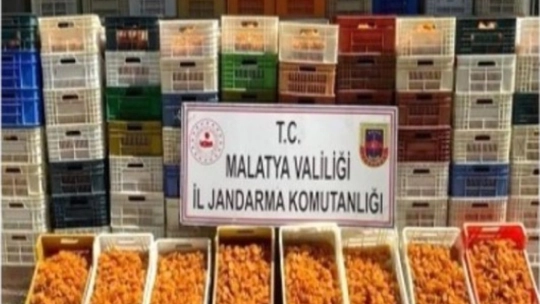 T.C.
MALATYA VALİLİĞİ
İL JANDARMA KOMUTANLIĞI